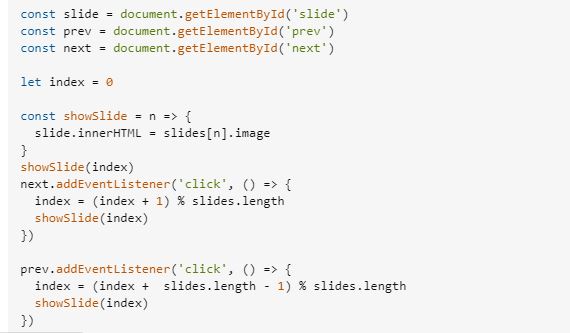 const slide = document.getElementById('slide')
const prev = document.getElementById('prev')
const next = document.getElementById('next')
let index = 0
const showSlide = n => {
slide.innerHTML = slides[n].image
}
showSlide(index)
next.addEventListener('click', () => {
index = (index + 1) % slides.length
showSlide(index)
})
prev.addEventListener('click', () => {
index = (index +  slides.length - 1) % slides.length
showSlide(index)
})